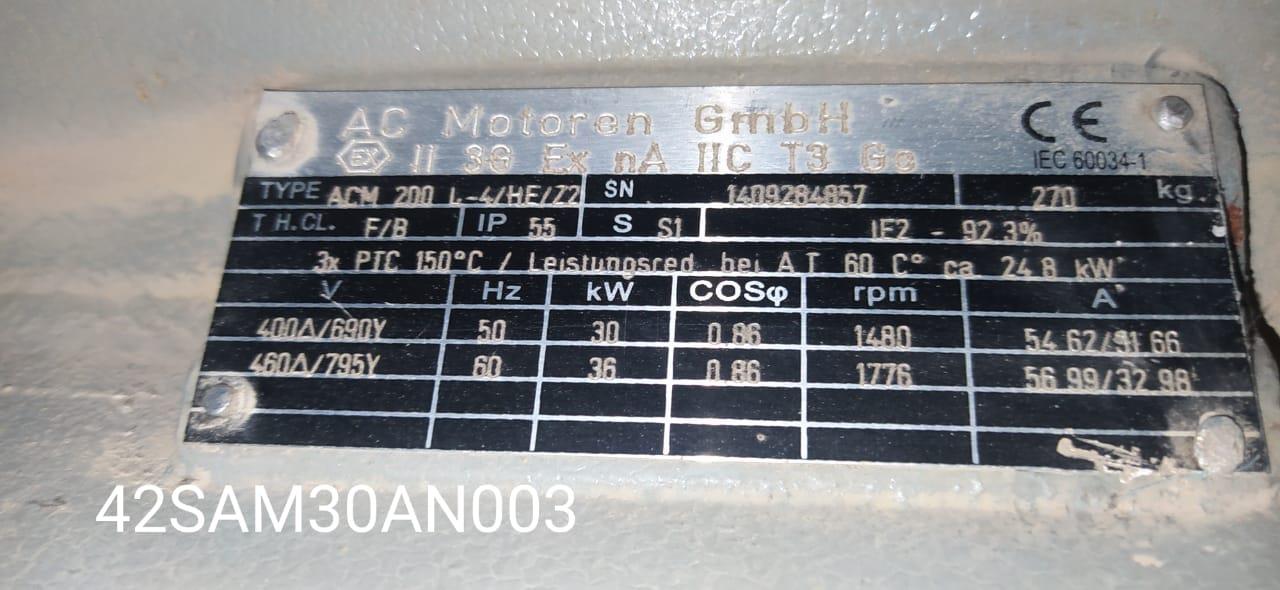 AC Motoren GmbH CE
Ex II 3G Ex nA IIC T3 Gc IEC 60034-1
TYPE ACM 200 L-4/HE/Z2 SN 1409284857 270 kg.
TH.CL. F/B IP 55 S S1 IE2 - 92.3%
3x PTC 150°C / Leistungsred. bei A T 60 C° ca 24.8 kW
V Hz kW COSφ rpm A
400Δ/690Y 50 30 0.86 1480 54.62/31.66
460Δ/795Y 60 36 0.86 1776 56.99/32.98
42SAM30AN003